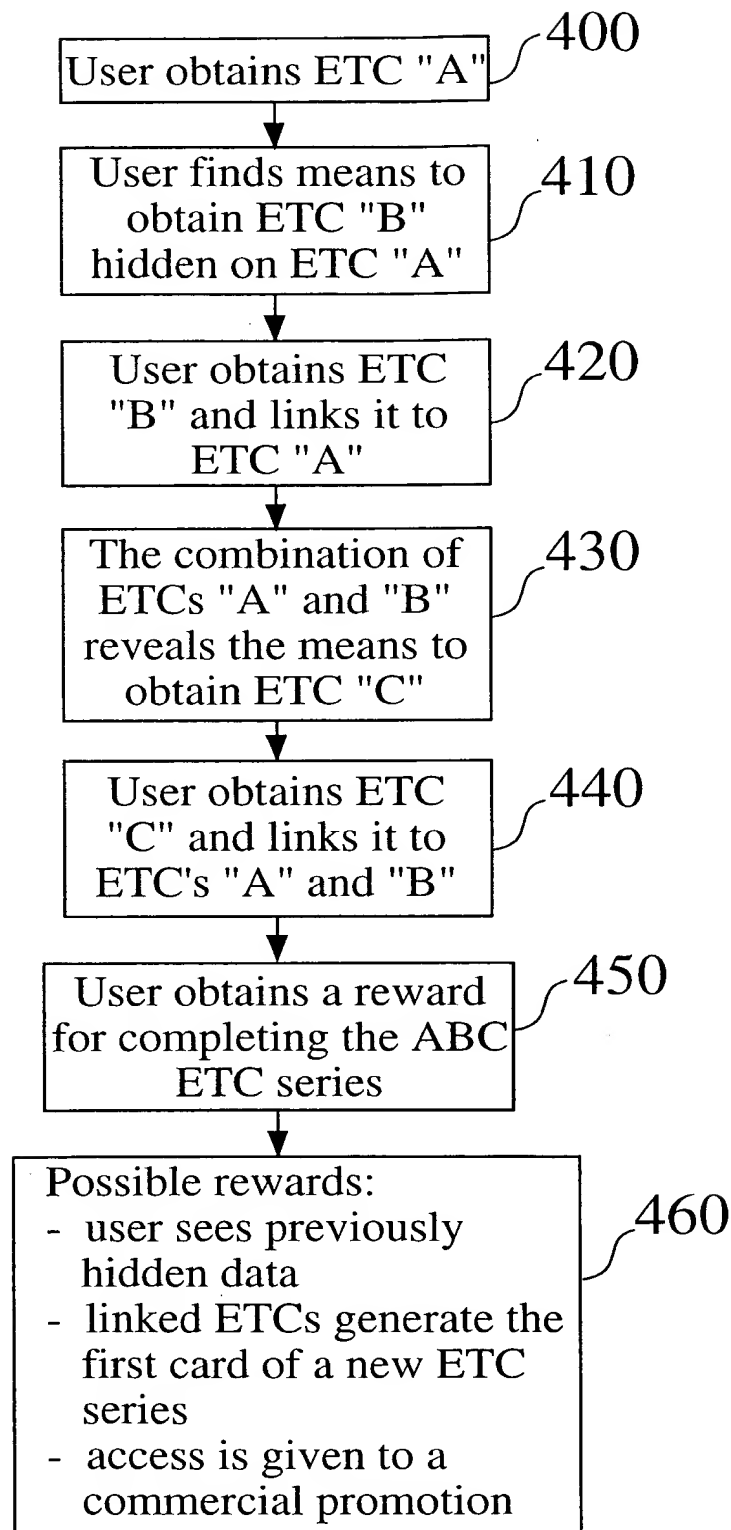 400
User obtains ETC "A"
410
User finds means to
obtain ETC "B"
hidden on ETC "A"
420
User obtains ETC
"B" and links it to
ETC "A"
430
The combination of
ETCs "A" and "B"
reveals the means to
obtain ETC "C"
440
User obtains ETC
"C" and links it to
ETC's "A" and "B"
450
User obtains a reward
for completing the ABC
ETC series
460
Possible rewards:
- user sees previously
hidden data
- linked ETCs generate the
first card of a new ETC
series
- access is given to a
commercial promotion